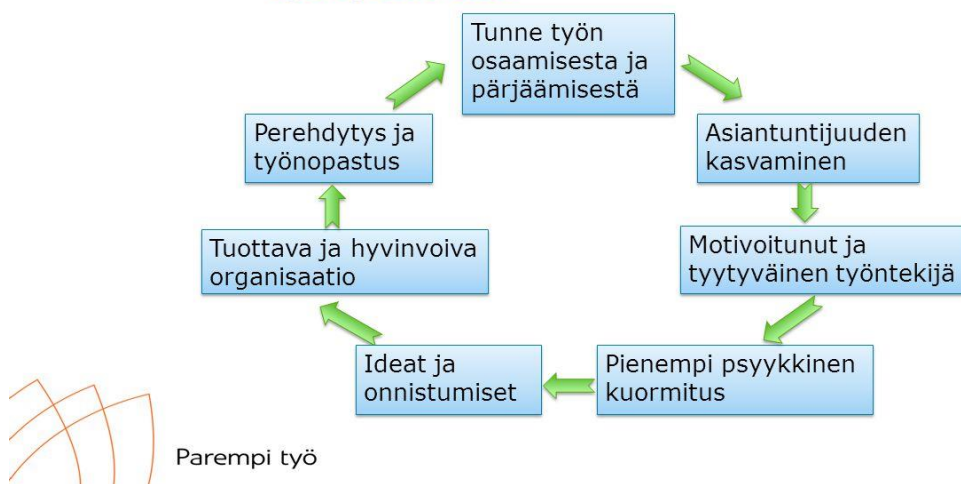 Tunne työn
osaamisesta ja
pärjäämisestä
Asiantuntijuuden
kasvaminen
Motivoitunut ja
tyytyväinen työntekijä
Pienempi psyykkinen
kuormitus
Ideat ja
onnistumiset
Tuottava ja hyvinvoiva
organisaatio
Perehdytys ja
työnopastus
Parempi työ